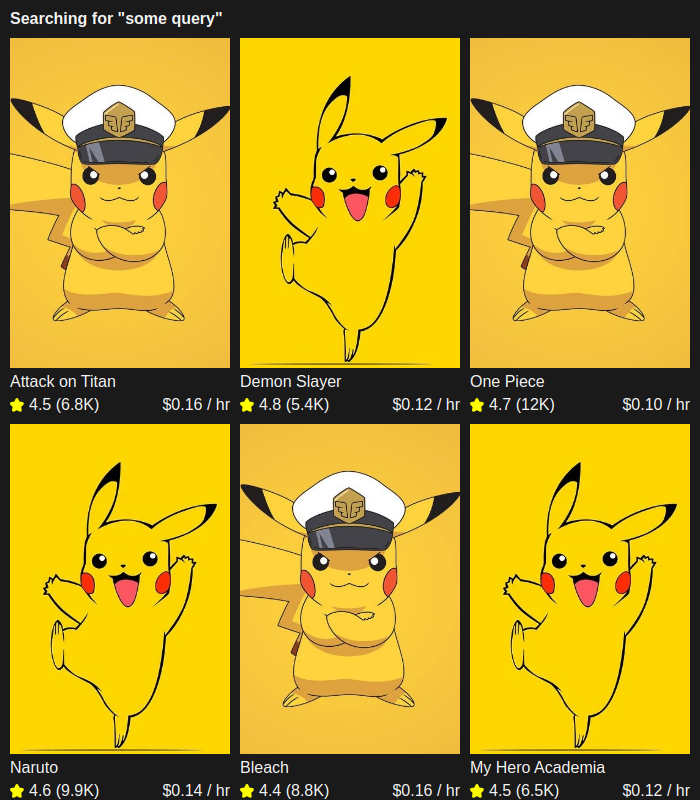 Searching for "some query"
Attack on Titan
4.5 (6.8K) $0.16 / hr
Demon Slayer
4.8 (5.4K) $0.12 / hr
One Piece
4.7 (12K) $0.10 / hr
Naruto
4.6 (9.9K) $0.14 / hr
Bleach
4.4 (8.8K) $0.16 / hr
My Hero Academia
4.5 (6.5K) $0.12 / hr